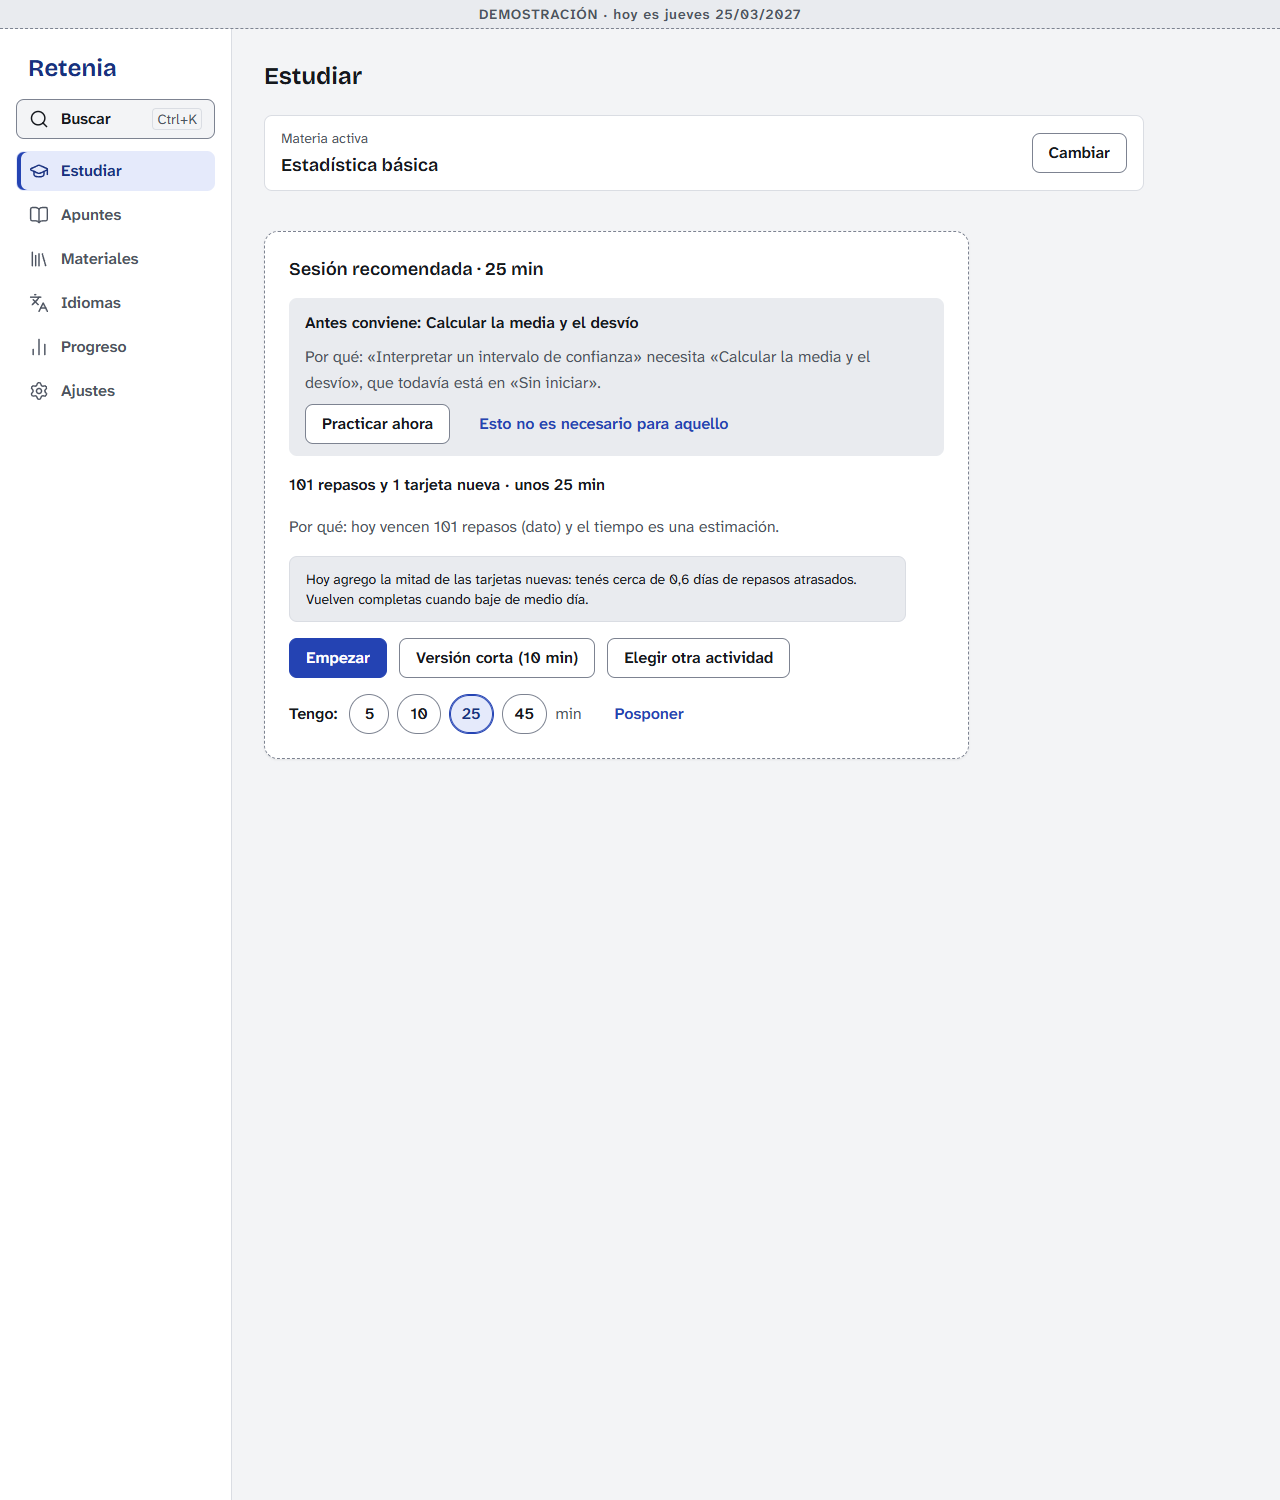 DEMOSTRACIÓN · hoy es jueves 25/03/2027
Retenia
Buscar Ctrl+K
Estudiar
Apuntes
Materiales
Idiomas
Progreso
Ajustes
Estudiar
Materia activa
Estadística básica
Cambiar
Sesión recomendada · 25 min
Antes conviene: Calcular la media y el desvío
Por qué: «Interpretar un intervalo de confianza» necesita «Calcular la media y el
desvío», que todavía está en «Sin iniciar».
Practicar ahora Esto no es necesario para aquello
101 repasos y 1 tarjeta nueva · unos 25 min
Por qué: hoy vencen 101 repasos (dato) y el tiempo es una estimación.
Hoy agrego la mitad de las tarjetas nuevas: tenés cerca de 0,6 días de repasos atrasados.
Vuelven completas cuando baje de medio día.
Empezar Versión corta (10 min) Elegir otra actividad
Tengo: 5 10 25 45 min Posponer